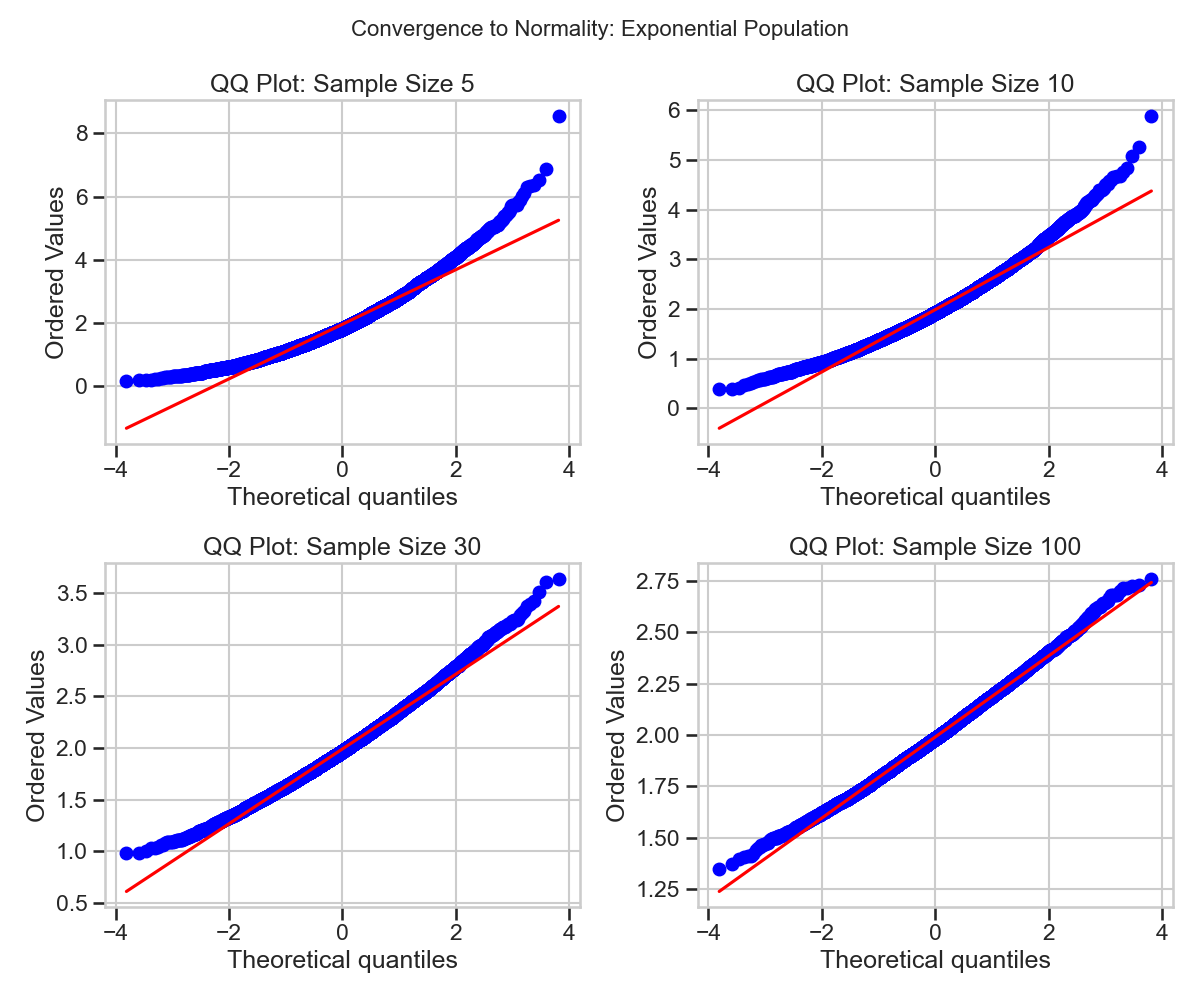 Convergence to Normality: Exponential Population
QQ Plot: Sample Size 5
Ordered Values
8
6
4
2
0
−4 −2 0 2 4
Theoretical quantiles
QQ Plot: Sample Size 10
Ordered Values
6
5
4
3
2
1
0
−4 −2 0 2 4
Theoretical quantiles
QQ Plot: Sample Size 30
Ordered Values
3.5
3.0
2.5
2.0
1.5
1.0
0.5
−4 −2 0 2 4
Theoretical quantiles
QQ Plot: Sample Size 100
Ordered Values
2.75
2.50
2.25
2.00
1.75
1.50
1.25
−4 −2 0 2 4
Theoretical quantiles